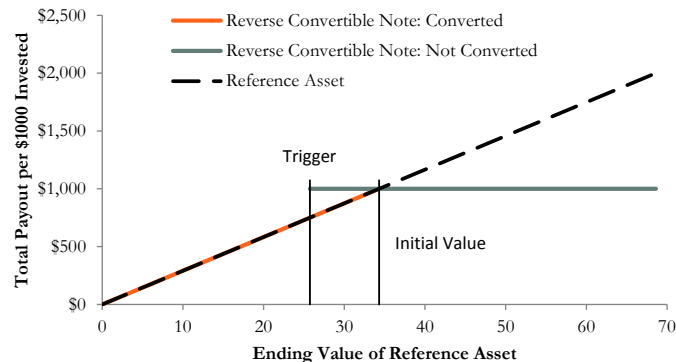 $2,500
Reverse Convertible Note: Converted
Reverse Convertible Note: Not Converted
$2,000
Reference Asset
$1,500
Trigger
$1,000
$500
Initial Value
$0
0 10 20 30 40 50 60 70
Total Payout per $1000 Invested
Ending Value of Reference Asset